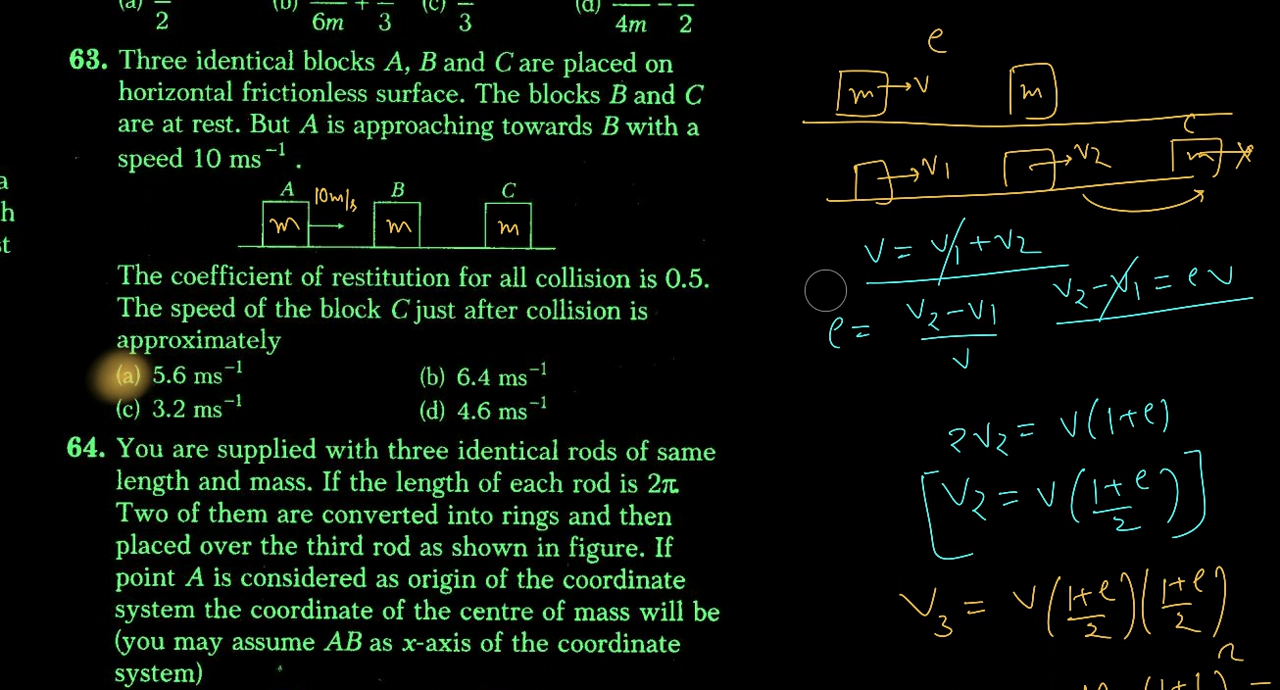 (a) 2 (b) 6m + 3 (c) 3 (d) 4m - 2
63. Three identical blocks A, B and C are placed on
horizontal frictionless surface. The blocks B and C
are at rest. But A is approaching towards B with a
speed 10 ms⁻¹ .
A 10m/s B C
m m m
The coefficient of restitution for all collision is 0.5.
The speed of the block C just after collision is
approximately
(a) 5.6 ms⁻¹ (b) 6.4 ms⁻¹
(c) 3.2 ms⁻¹ (d) 4.6 ms⁻¹
64. You are supplied with three identical rods of same
length and mass. If the length of each rod is 2π.
Two of them are converted into rings and then
placed over the third rod as shown in figure. If
point A is considered as origin of the coordinate
system the coordinate of the centre of mass will be
(you may assume AB as x-axis of the coordinate
system)
a
h
st
e
m → v m
C
→ v1 → v2 m
v = v1 + v2
v2 - v1 = ev
e = (v2 - v1)/v
2v2 = v(1+e)
[v2 = v((1+e)/2)]
v3 = v((1+e)/2)((1+e)/2)